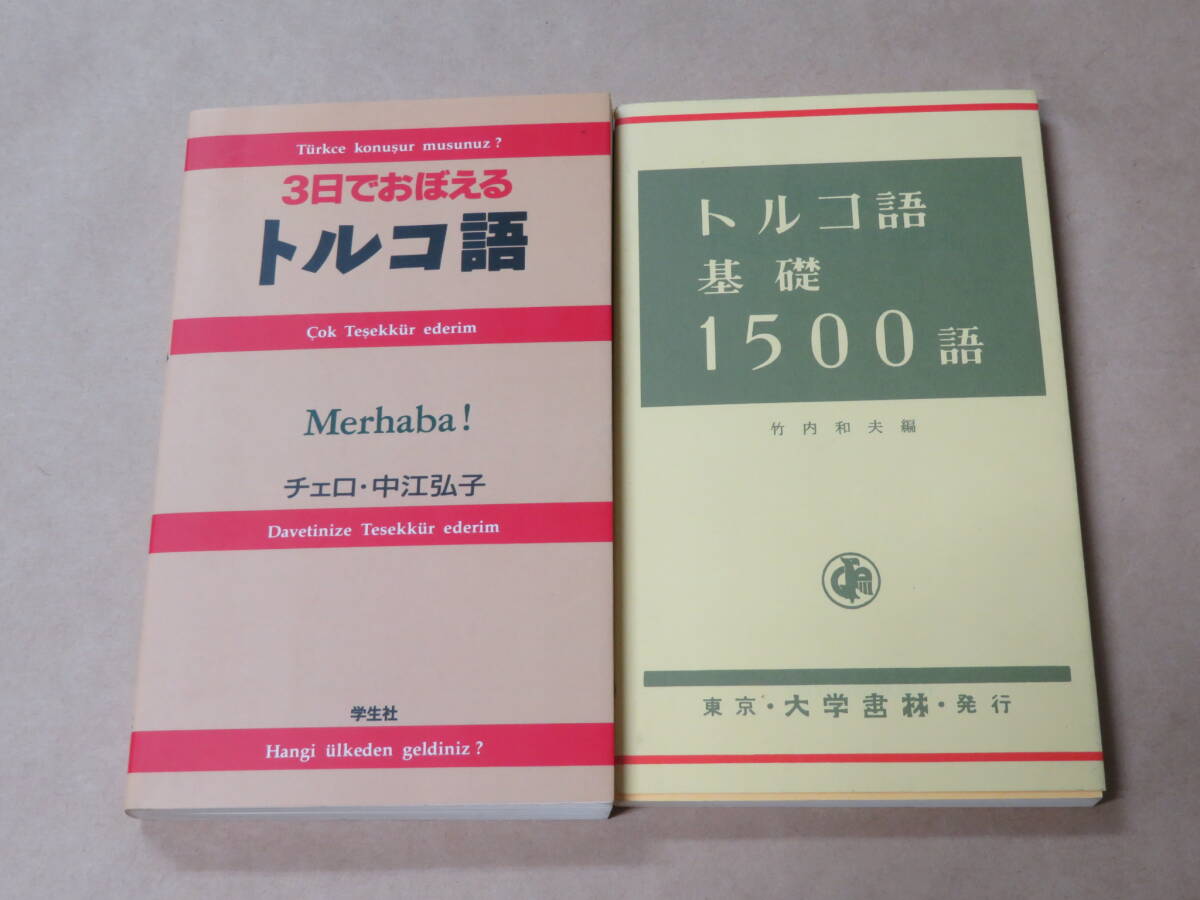 Türkce konuşur musunuz ?
3日でおぼえる
トルコ語
Çok Teşekkür ederim
Merhaba!
チェロ・中江弘子
Davetinize Tesekkür ederim
学生社
Hangi ülkeden geldiniz ?
トルコ語
基礎
1500語
竹内和夫編
東京・大学書林・発行